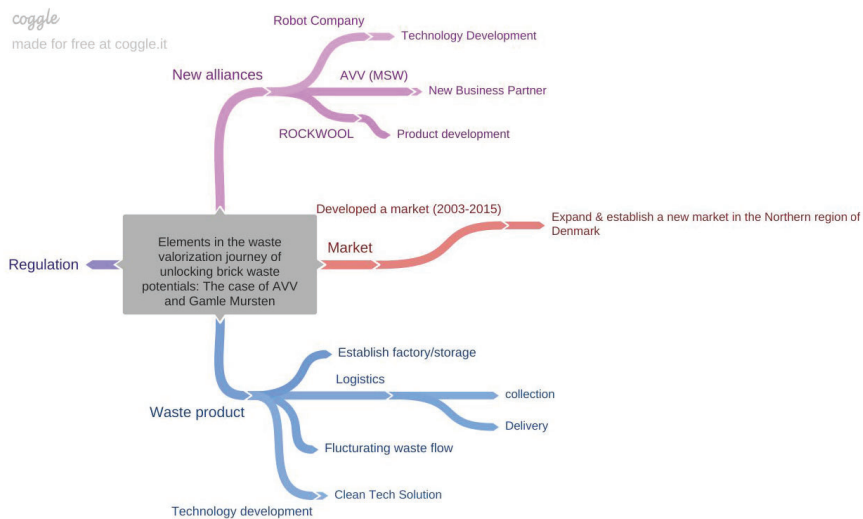 coggle
made for free at coggle.it
Robot Company
Technology Development
New alliances
AVV (MSW)
New Business Partner
ROCKWOOL
Product development
Developed a market (2003-2015)
Expand & establish a new market in the Northern region of
Denmark
Market
Regulation
Elements in the waste
valorization journey of
unlocking brick waste
potentials: The case of AVV
and Gamle Mursten
Establish factory/storage
Logistics
collection
Delivery
Waste product
Flucturating waste flow
Clean Tech Solution
Technology development